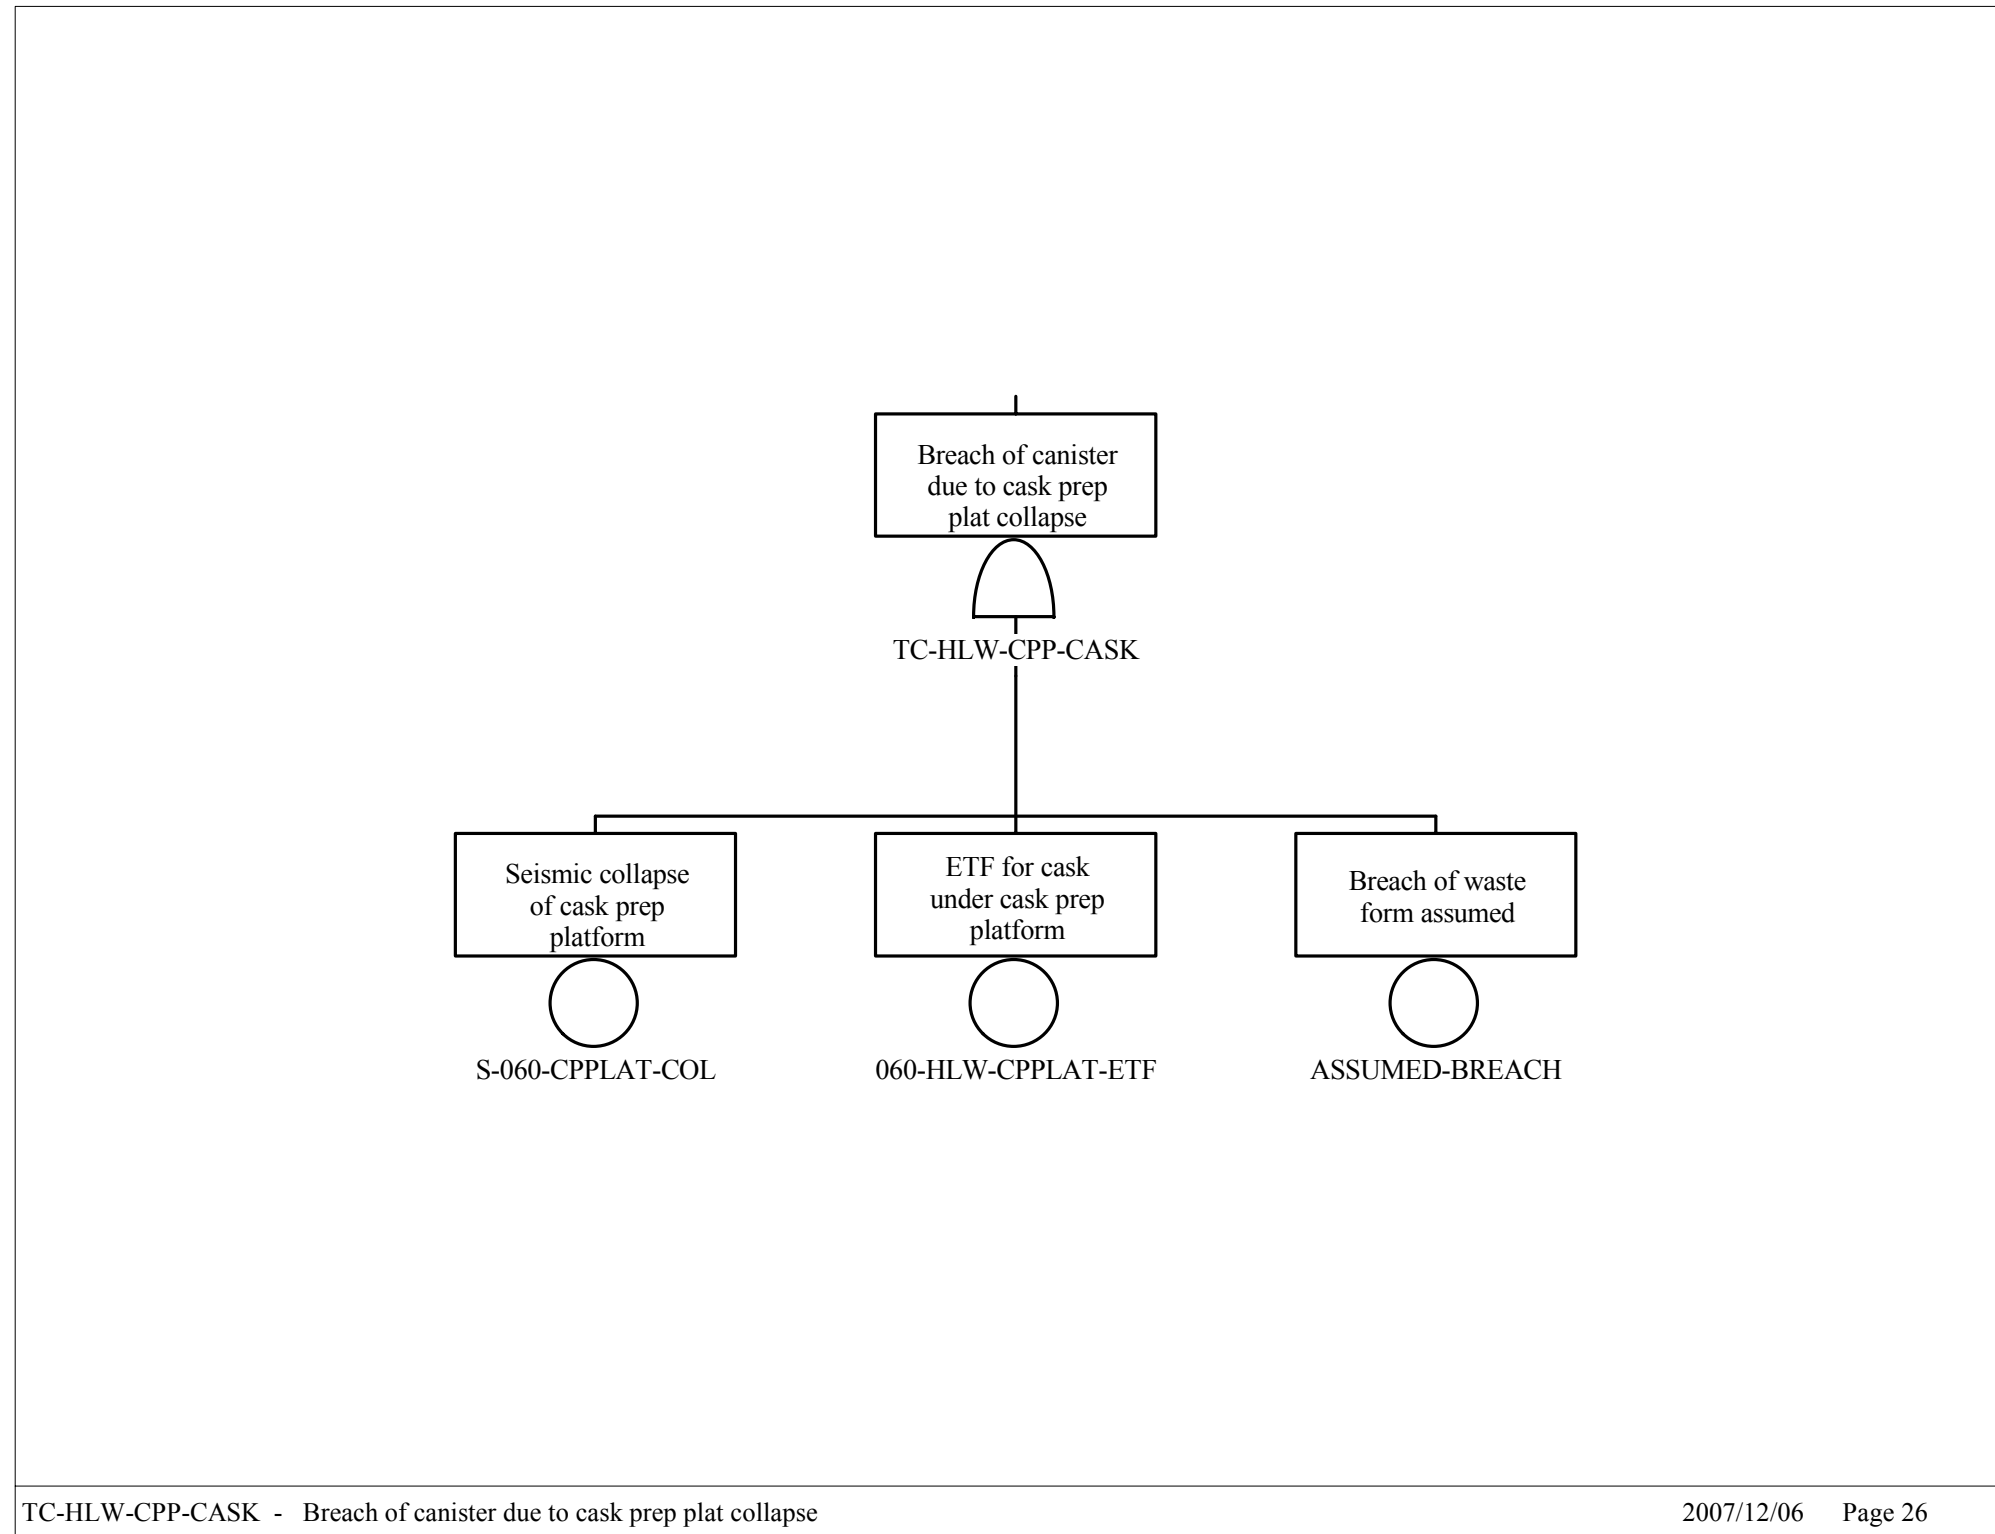 Breach of canister
due to cask prep
plat collapse
TC-HLW-CPP-CASK
Seismic collapse
of cask prep
platform
S-060-CPPLAT-COL
ETF for cask
under cask prep
platform
060-HLW-CPPLAT-ETF
Breach of waste
form assumed
ASSUMED-BREACH
TC-HLW-CPP-CASK - Breach of canister due to cask prep plat collapse
2007/12/06 Page 26